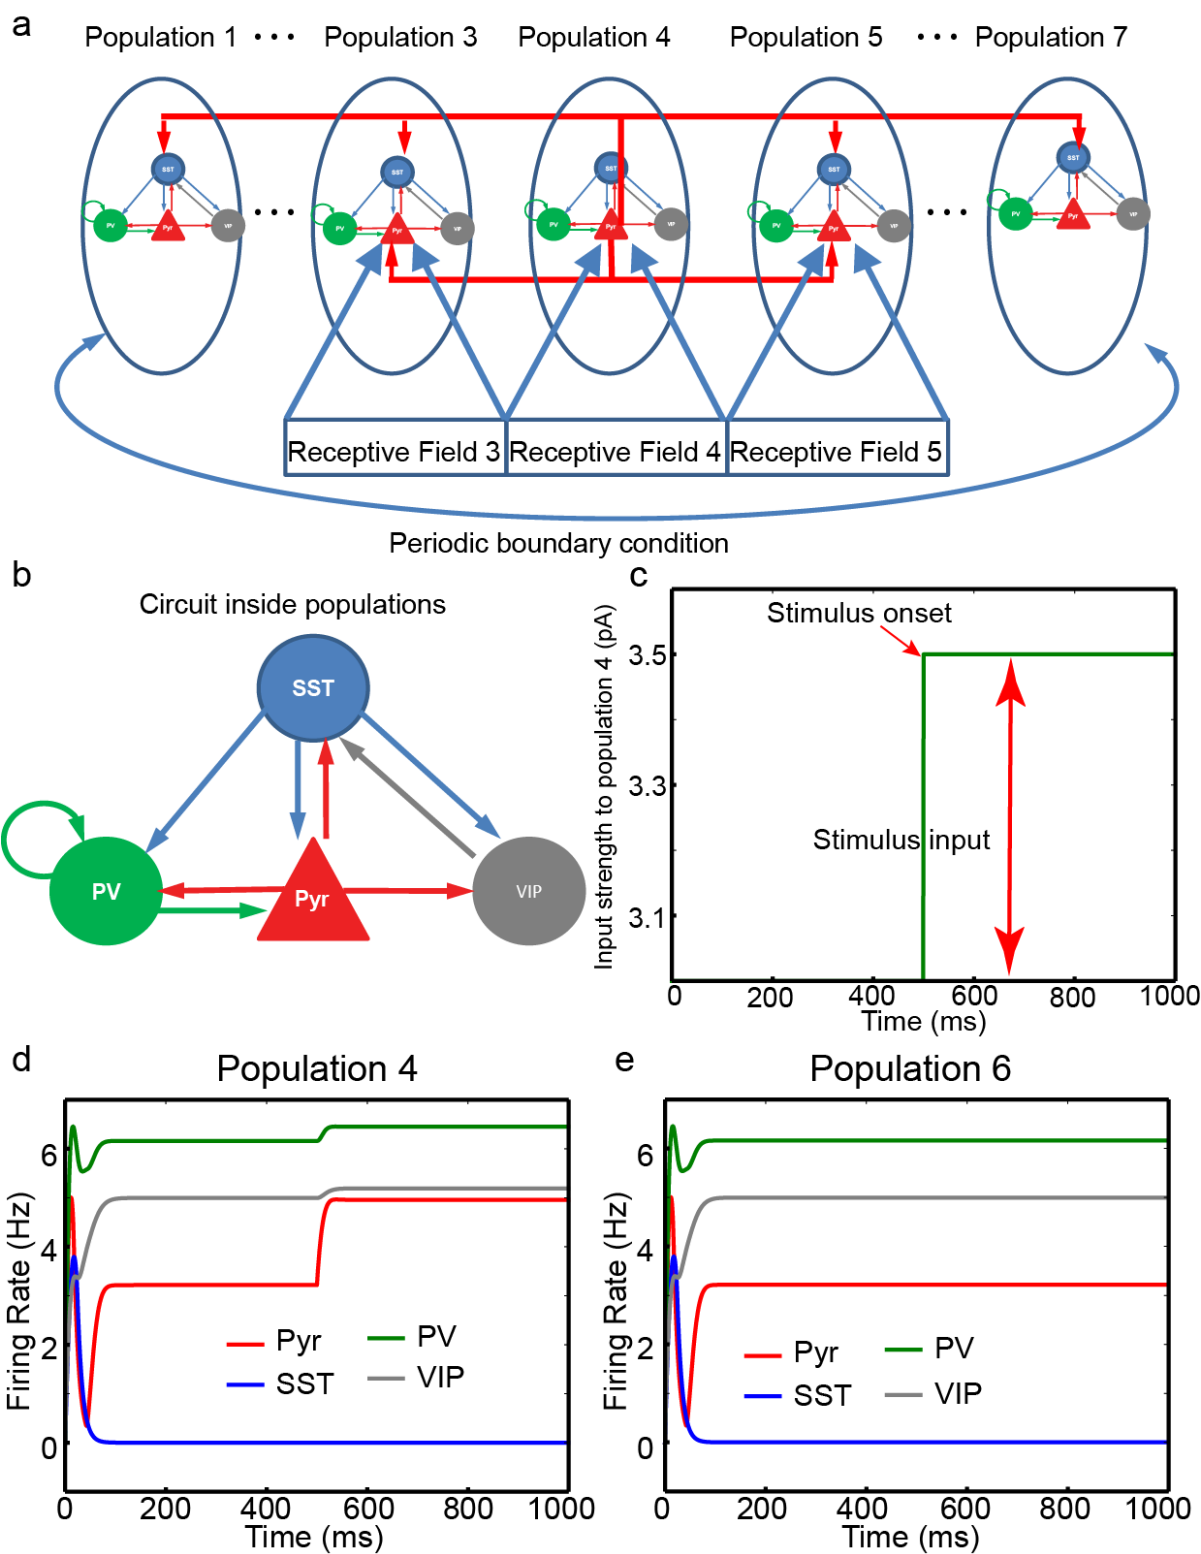 a
Population 1 ••• Population 3 Population 4 Population 5 ••• Population 7
SST SST SST SST SST
PV Pyr VIP ••• PV Pyr VIP PV Pyr VIP PV Pyr VIP ••• PV Pyr VIP
Receptive Field 3 Receptive Field 4 Receptive Field 5
Periodic boundary condition
b
Circuit inside populations
SST
PV Pyr VIP
c
Input strength to population 4 (pA)
3.5
3.3
3.1
Stimulus onset
Stimulus input
0 200 400 600 800 1000
Time (ms)
d
Population 4
Firing Rate (Hz)
6
4
2
0
Pyr PV
SST VIP
0 200 400 600 800 1000
Time (ms)
e
Population 6
Firing Rate (Hz)
6
4
2
0
Pyr PV
SST VIP
0 200 400 600 800 1000
Time (ms)